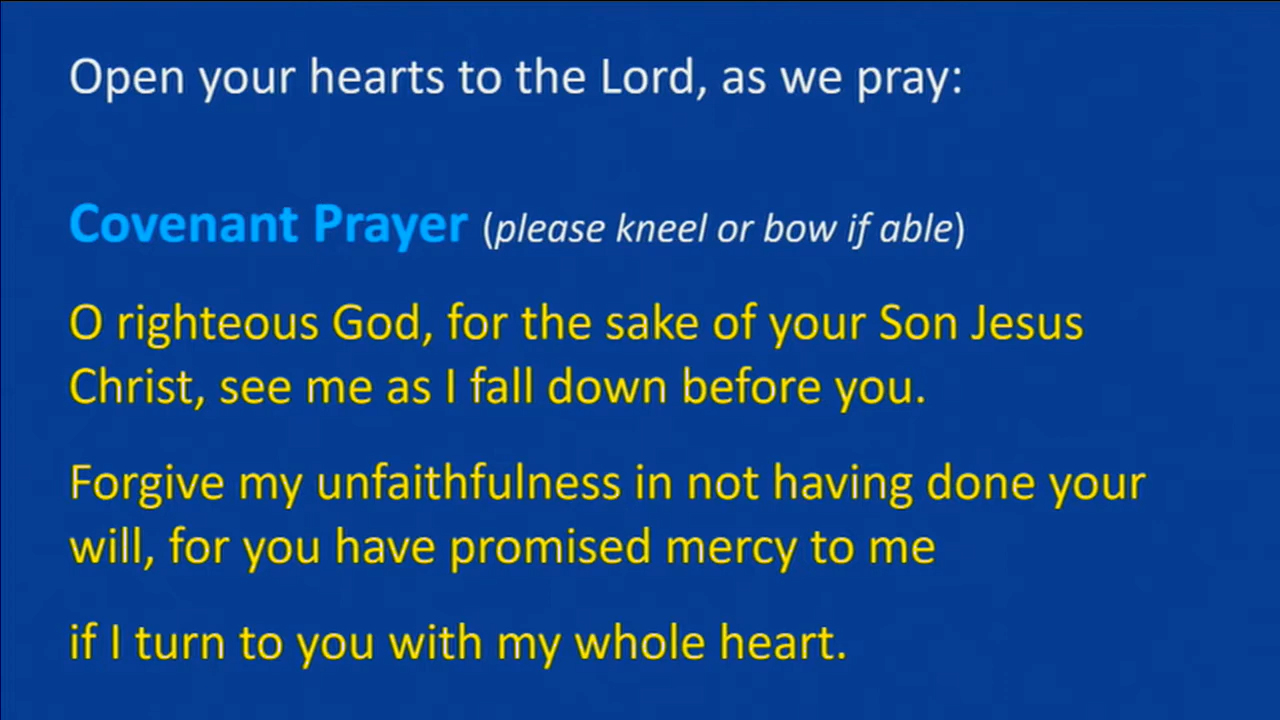 Open your hearts to the Lord, as we pray:
Covenant Prayer (please kneel or bow if able)
O righteous God, for the sake of your Son Jesus
Christ, see me as I fall down before you.
Forgive my unfaithfulness in not having done your
will, for you have promised mercy to me
if I turn to you with my whole heart.